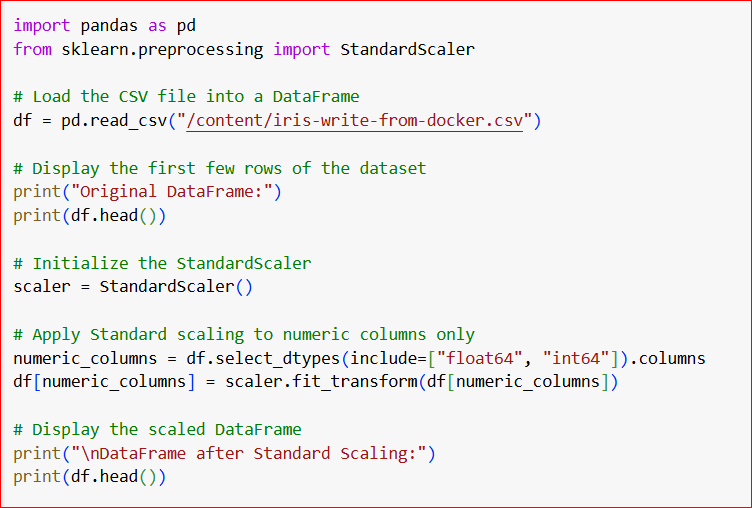 import pandas as pd
from sklearn.preprocessing import StandardScaler
# Load the CSV file into a DataFrame
df = pd.read_csv("/content/iris-write-from-docker.csv")
# Display the first few rows of the dataset
print("Original DataFrame:")
print(df.head())
# Initialize the StandardScaler
scaler = StandardScaler()
# Apply Standard scaling to numeric columns only
numeric_columns = df.select_dtypes(include=["float64", "int64"]).columns
df[numeric_columns] = scaler.fit_transform(df[numeric_columns])
# Display the scaled DataFrame
print("\nDataFrame after Standard Scaling:")
print(df.head())